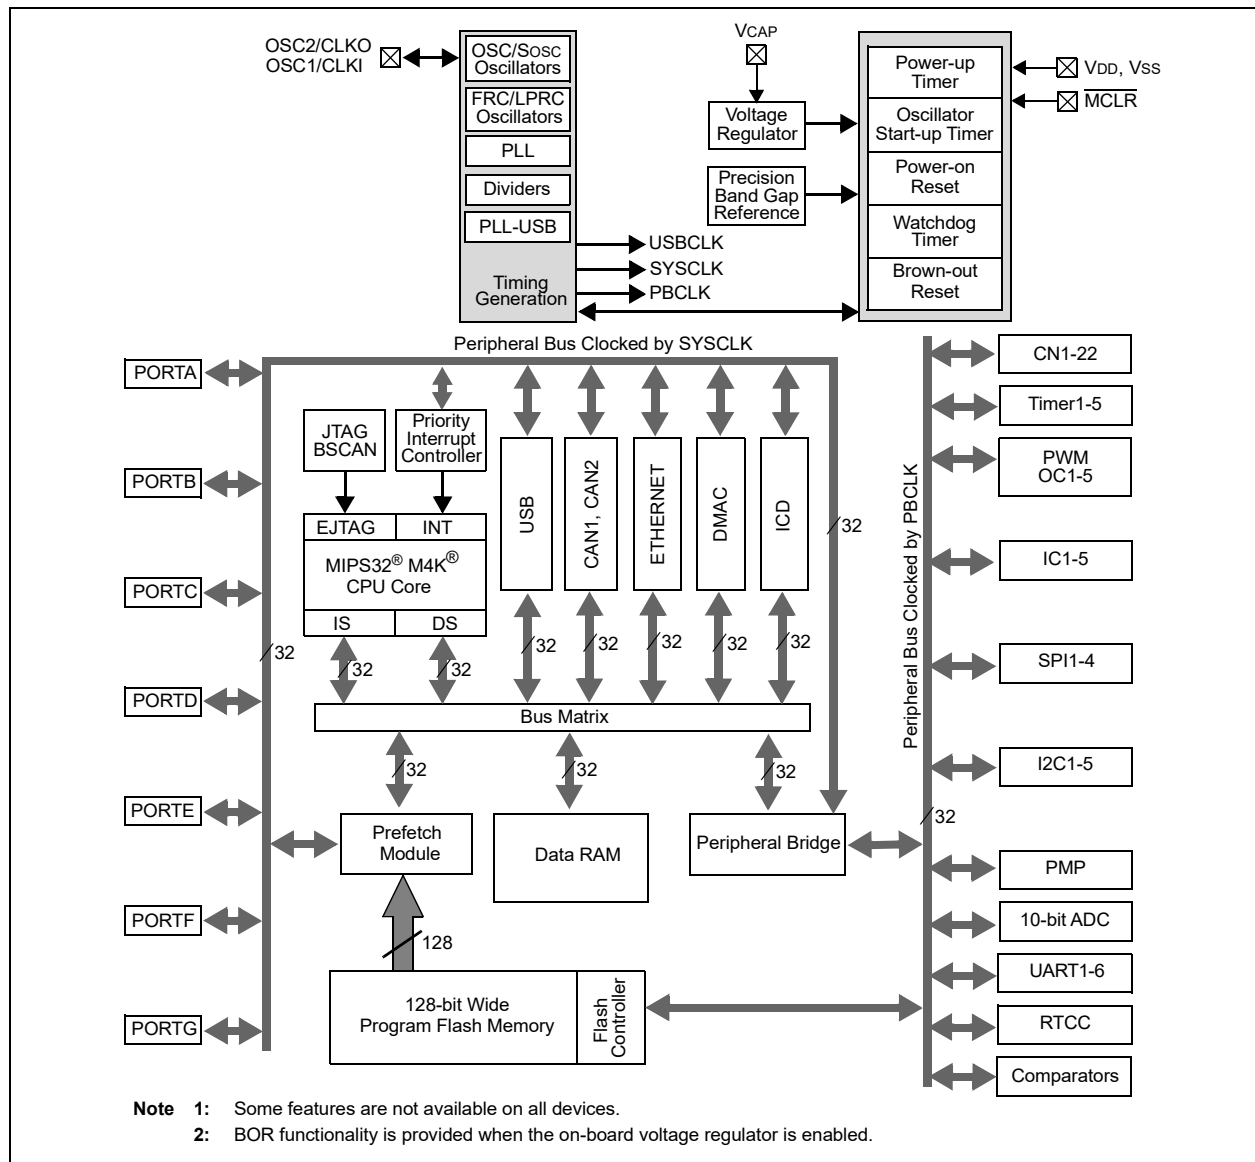 OSC2/CLKO
OSC1/CLKI
OSC/SOSC
Oscillators
FRC/LPRC
Oscillators
PLL
Dividers
PLL-USB
Timing
Generation
USBCLK
SYSCLK
PBCLK
VCAP
Voltage
Regulator
Precision
Band Gap
Reference
Power-up
Timer
Oscillator
Start-up Timer
Power-on
Reset
Watchdog
Timer
Brown-out
Reset
VDD, VSS
MCLR
Peripheral Bus Clocked by SYSCLK
PORTA
PORTB
PORTC
PORTD
PORTE
PORTF
PORTG
32
JTAG
BSCAN
Priority
Interrupt
Controller
EJTAG
INT
MIPS32® M4K®
CPU Core
IS
DS
32
32
USB
CAN1, CAN2
ETHERNET
DMAC
ICD
32
32
32
32
32
32
Bus Matrix
32
32
32
Prefetch
Module
Data RAM
Peripheral Bridge
128
128-bit Wide
Program Flash Memory
Flash
Controller
Peripheral Bus Clocked by PBCLK
32
CN1-22
Timer1-5
PWM
OC1-5
IC1-5
SPI1-4
I2C1-5
PMP
10-bit ADC
UART1-6
RTCC
Comparators
Note 1: Some features are not available on all devices.
2: BOR functionality is provided when the on-board voltage regulator is enabled.